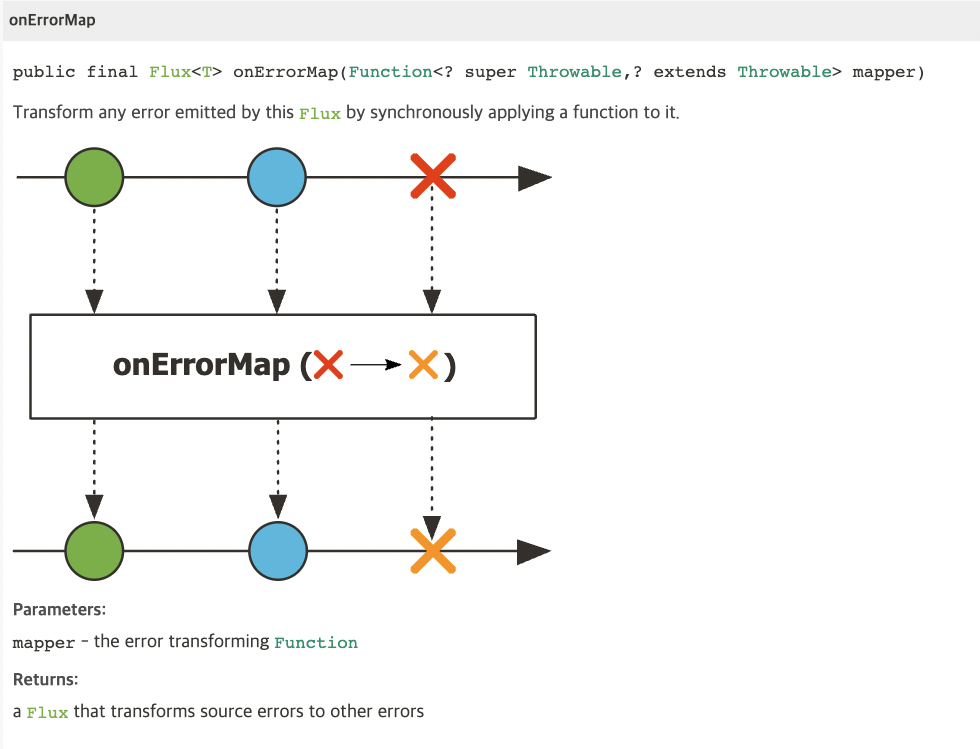 onErrorMap
public final Flux<T> onErrorMap(Function<? super Throwable,? extends Throwable> mapper)
Transform any error emitted by this Flux by synchronously applying a function to it.
onErrorMap ( )
Parameters:
mapper - the error transforming Function
Returns:
a Flux that transforms source errors to other errors